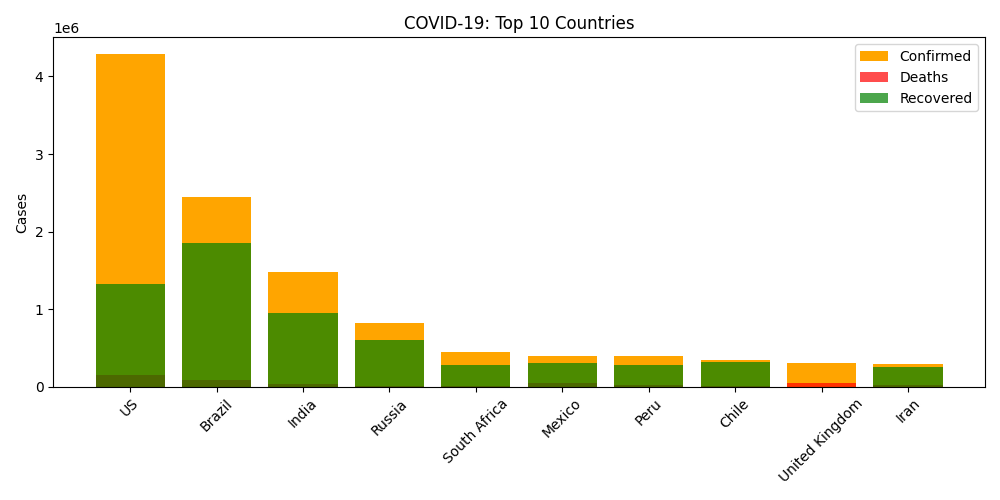 COVID-19: Top 10 Countries
1e6
Confirmed
Deaths
Recovered
4
3
2
1
0
Cases
US
Brazil
India
Russia
South Africa
Mexico
Peru
Chile
United Kingdom
Iran